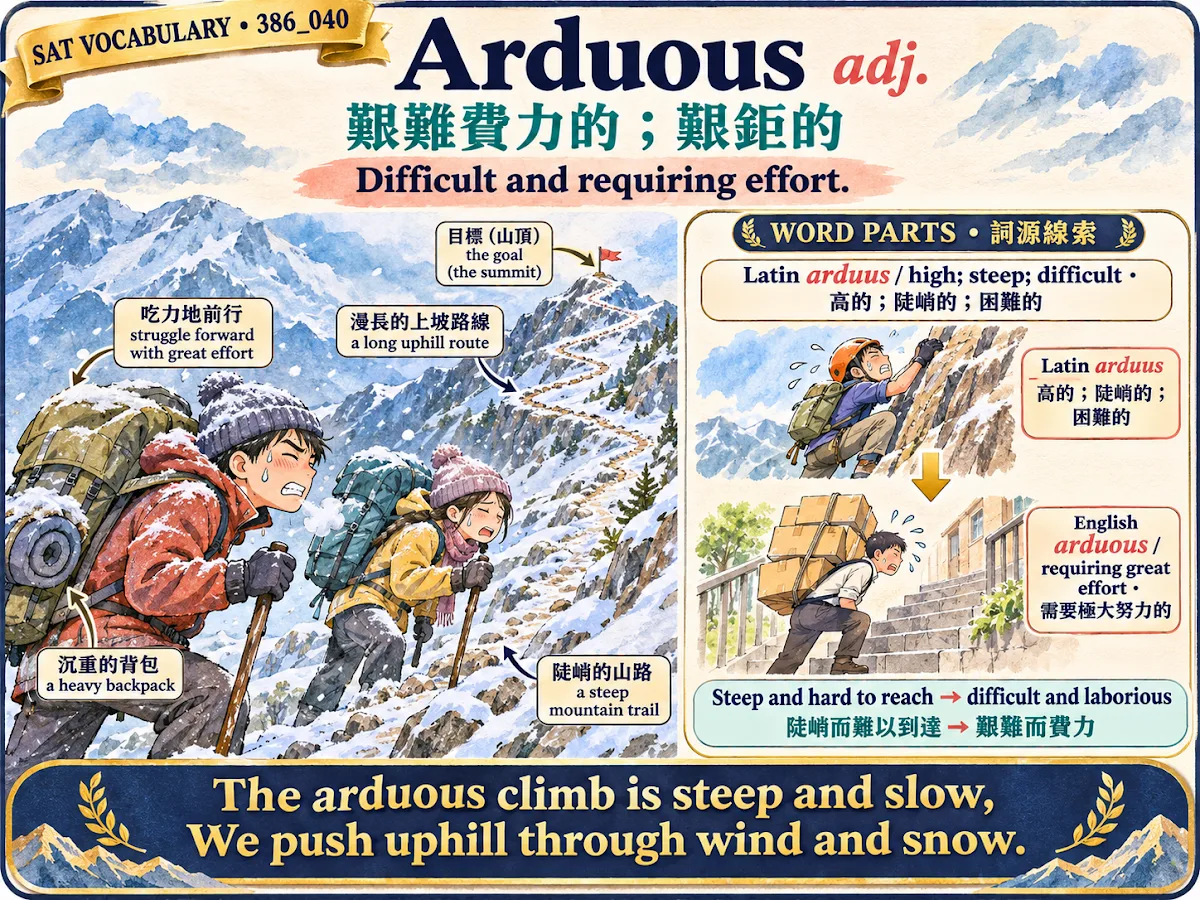 SAT VOCABULARY • 386_040
Arduous adj.
艱難費力的；艱鉅的
Difficult and requiring effort.
目標 (山頂)
the goal
(the summit)
吃力地前行
struggle forward
with great effort
漫長的上坡路線
a long uphill route
沉重的背包
a heavy backpack
陡峭的山路
a steep
mountain trail
WORD PARTS • 詞源線索
Latin arduus / high; steep; difficult •
高的；陡峭的；困難的
Latin arduus
高的；陡峭的；
困難的
English
arduous /
requiring great
effort •
需要極大努力的
Steep and hard to reach → difficult and laborious
陡峭而難以到達 → 艱難而費力
The arduous climb is steep and slow,
We push uphill through wind and snow.